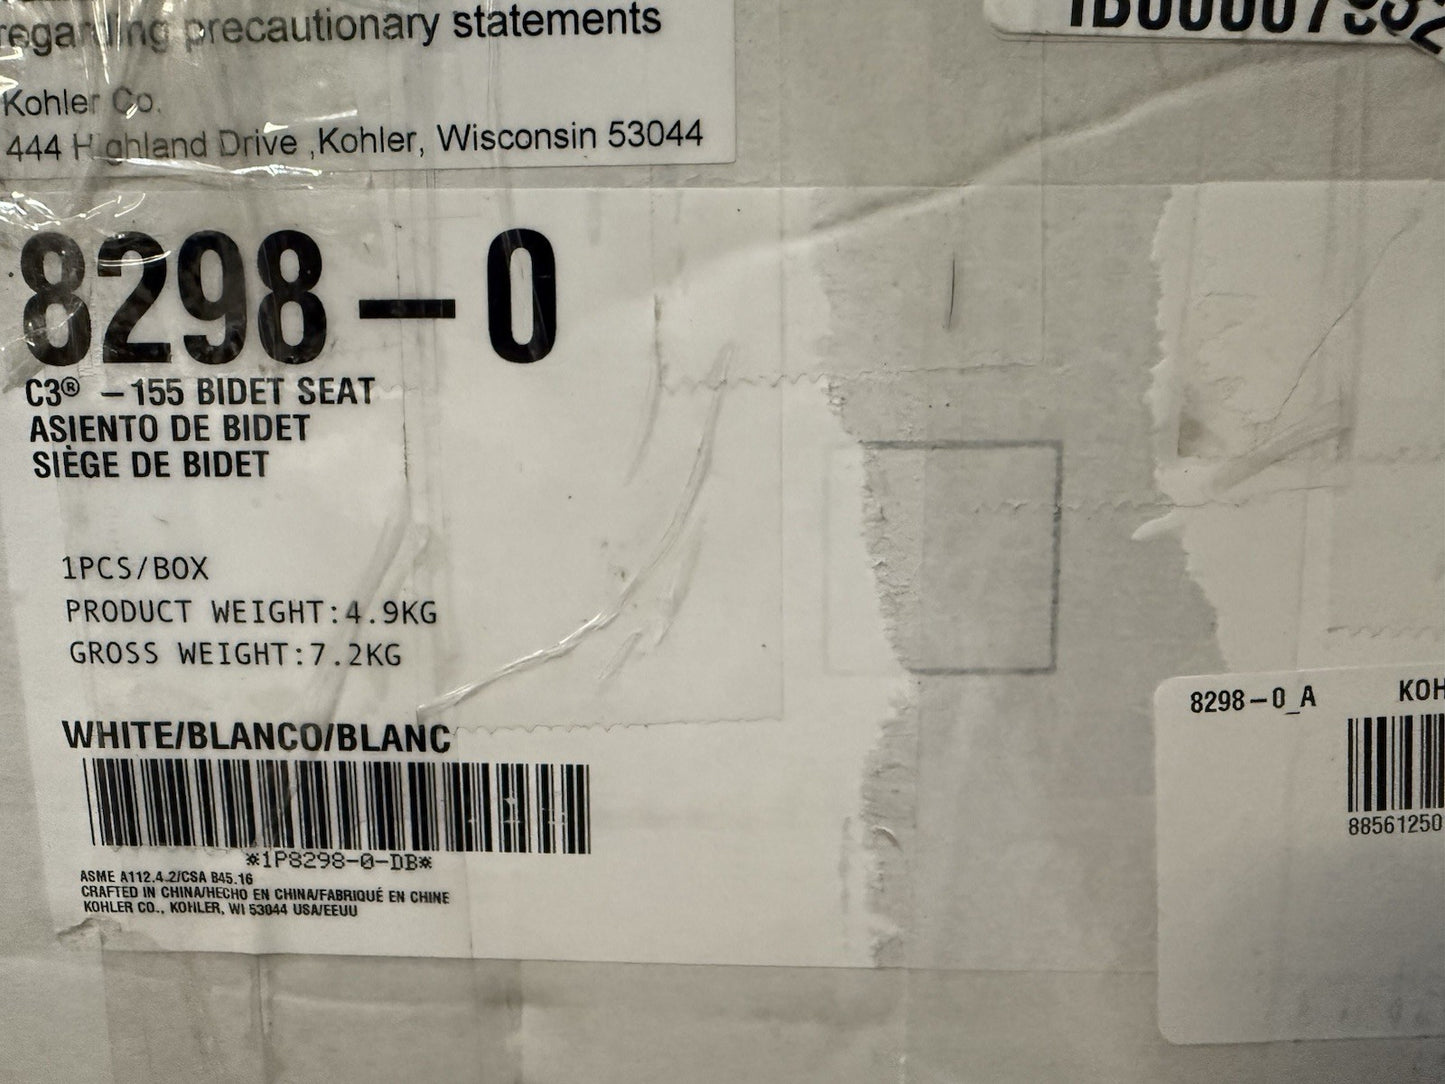 regarding precautionary statements
Kohler Co.
444 Highland Drive ,Kohler, Wisconsin 53044
8298-0
C3® -155 BIDET SEAT
ASIENTO DE BIDET
SIÈGE DE BIDET
1PCS/BOX
PRODUCT WEIGHT:4.9KG
GROSS WEIGHT:7.2KG
WHITE/BLANCO/BLANC
*1P8298-0-DB*
ASME A112.4.2/CSA B45.16
CRAFTED IN CHINA/HECHO EN CHINA/FABRIQUÉ EN CHINE
KOHLER CO., KOHLER, WI 53044 USA/EEUU
8298-0_A
KOH
88561250